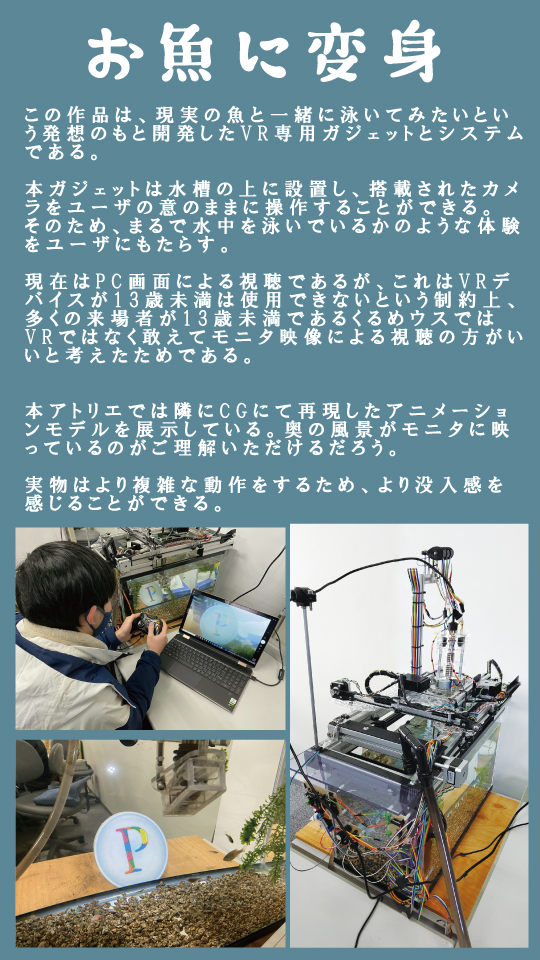 お魚に変身
この作品は、現実の魚と一緒に泳いてみたいとい
う発想のもと開発したVR専用ガジェットとシステム
である。
本ガジェットは水槽の上に設置し、搭載されたカメ
ラをユーザの意のままに操作することができる。
そのため、まるで水中を泳いでいるかのような体験
をユーザにもたらす。
現在はPC画面による視聴であるが、これはVRデ
バイスが13歳未満は使用できないという制約上、
多くの来場者が13歳未満であるくるめウスでは
VRではなく敢えてモニタ映像による視聴の方がい
いと考えたためである。
本アトリエでは隣にCGにて再現したアニメーショ
ンモデルを展示している。奥の風景がモニタに映
っているのがご理解いただけるだろう。
実物はより複雑な動作をするため、より没入感を
感じることができる。
P
P
P